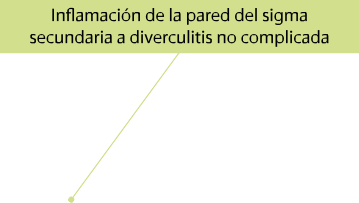 Inflamación de la pared del sigma
secundaria a diverculitis no complicada